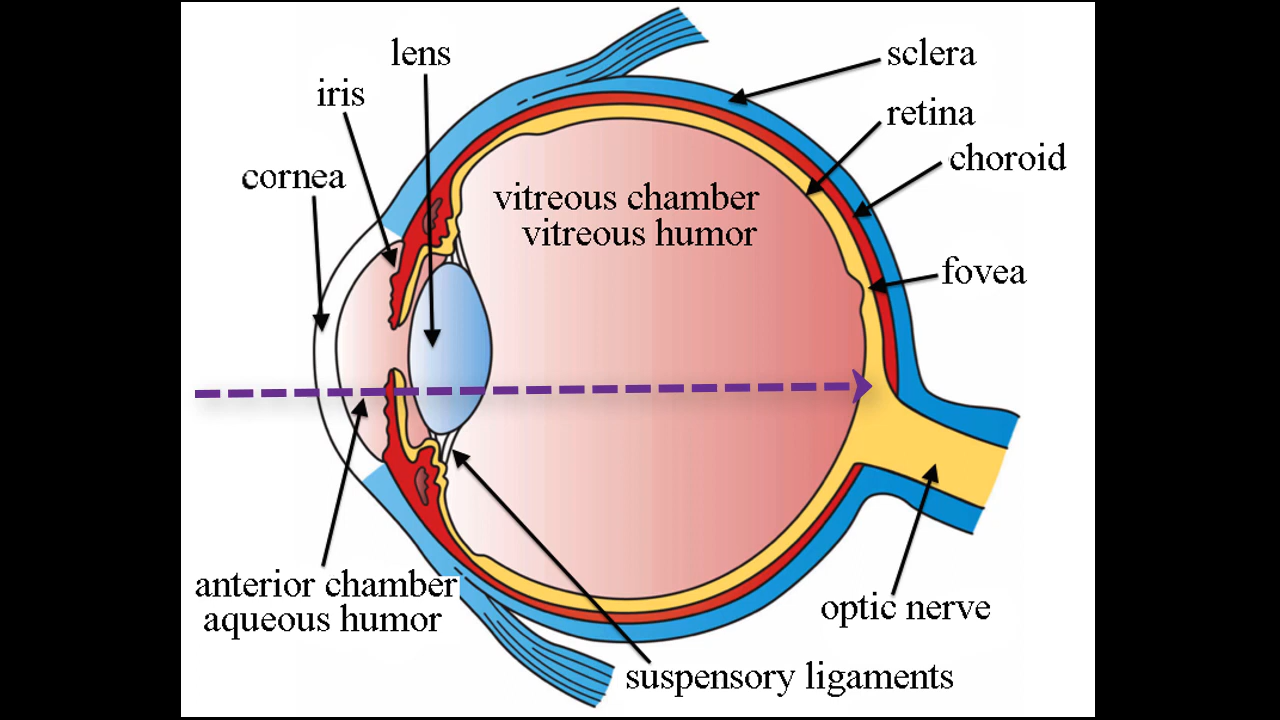 lens
sclera
iris
retina
choroid
cornea
vitreous chamber
vitreous humor
fovea
anterior chamber
aqueous humor
optic nerve
suspensory ligaments